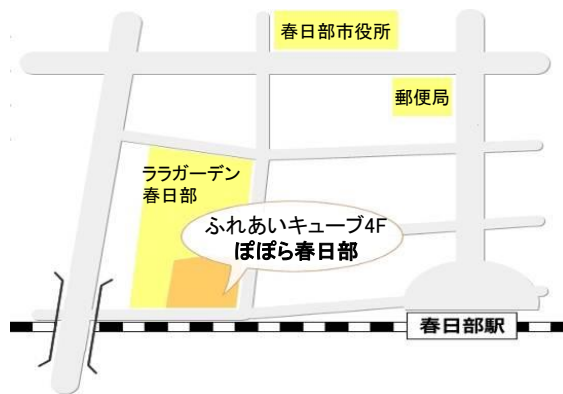 春日部市役所
郵便局
ララガーデン
春日部
ふれあいキューブ4F
ぽぽら春日部
春日部駅